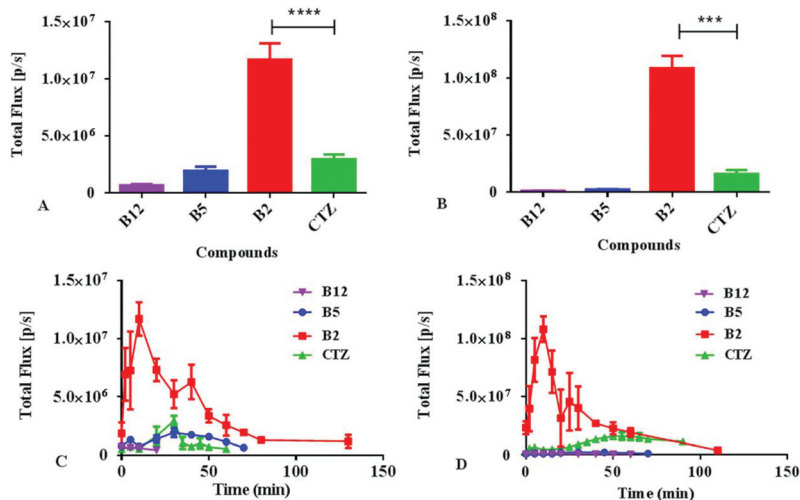 Total Flux [p/s]
1.5×10⁷
1.0×10⁷
5.0×10⁶
0
****
B12
B5
B2
CTZ
A
Compounds
Total Flux [p/s]
1.5×10⁸
1.0×10⁸
5.0×10⁷
0
***
B12
B5
B2
CTZ
B
Compounds
Total Flux [p/s]
1.5×10⁷
1.0×10⁷
5.0×10⁶
0
B12
B5
B2
CTZ
0
50
100
150
C
Time (min)
Total Flux [p/s]
1.5×10⁸
1.0×10⁸
5.0×10⁷
0
B12
B5
B2
CTZ
0
50
100
150
D
Time (min)